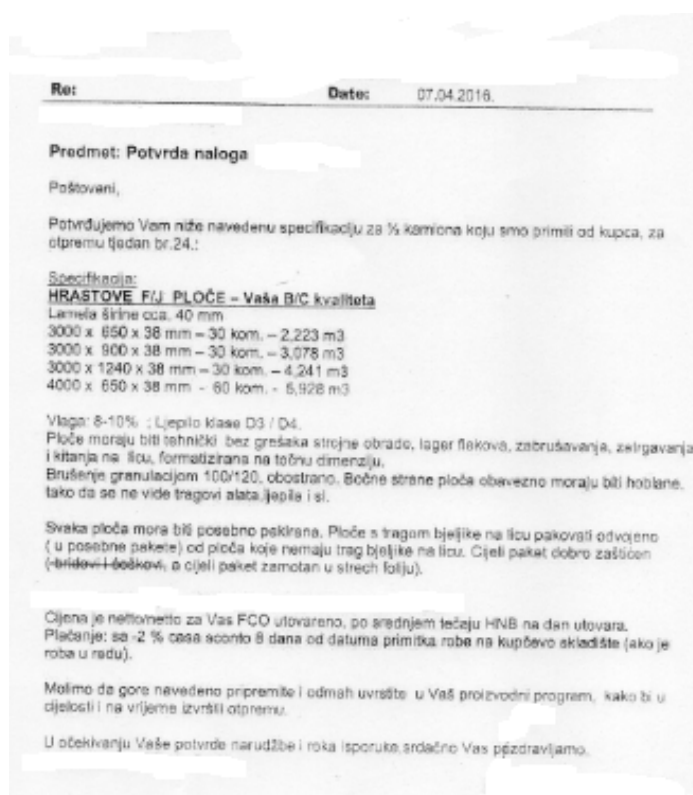 Re: Date: 07.04.2016.
Predmet: Potvrda naloga
Poštovani,
Potvrđujemo Vam niže navedenu specifikaciju za ½ kamiona koju smo primili od kupca, za
otpremu tjedan br.24.:
Specifikacija:
HRASTOVE F/J PLOČE – Vaša B/C kvaliteta
Lamela širine cca. 40 mm
3000 x 650 x 38 mm – 30 kom. – 2,223 m3
3000 x 900 x 38 mm – 30 kom. – 3,078 m3
3000 x 1240 x 38 mm – 30 kom. – 4,241 m3
4000 x 650 x 38 mm - 60 kom. - 5,928 m3
Vlaga: 8-10% ; Ljepilo klase D3 / D4.
Ploče moraju biti tehnički bez grešaka strojne obrade, lager flekova, zabrušavanja, zatrgavanja
i kitanja na licu, formatizirana na točnu dimenziju.
Brušenje granulacijom 100/120, obostrano. Bočne strane ploča obavezno moraju biti hoblane,
tako da se ne vide tragovi alata,ljepila i sl.
Svaka ploča mora biti posebno pakirana. Ploče s tragom bjeljike na licu pakovati odvojeno
( u posebne pakete) od ploča koje nemaju trag bjeljike na licu. Cijeli paket dobro zaštićen
(bridovi i ćoškovi, a cijeli paket zamotan u strech foliju).
Cijena je netto/netto za Vas FCO utovareno, po srednjem tečaju HNB na dan utovara.
Plaćanje: sa -2 % casa sconto 8 dana od datuma primitka robe na kupčevo skladište (ako je
roba u redu).
Molimo da gore navedeno pripremite i odmah uvrstite u Vaš proizvodni program, kako bi u
cijelosti i na vrijeme izvršili otpremu.
U očekivanju Vaše potvrde narudžbe i roka isporuke,srdačno Vas pozdravljamo.